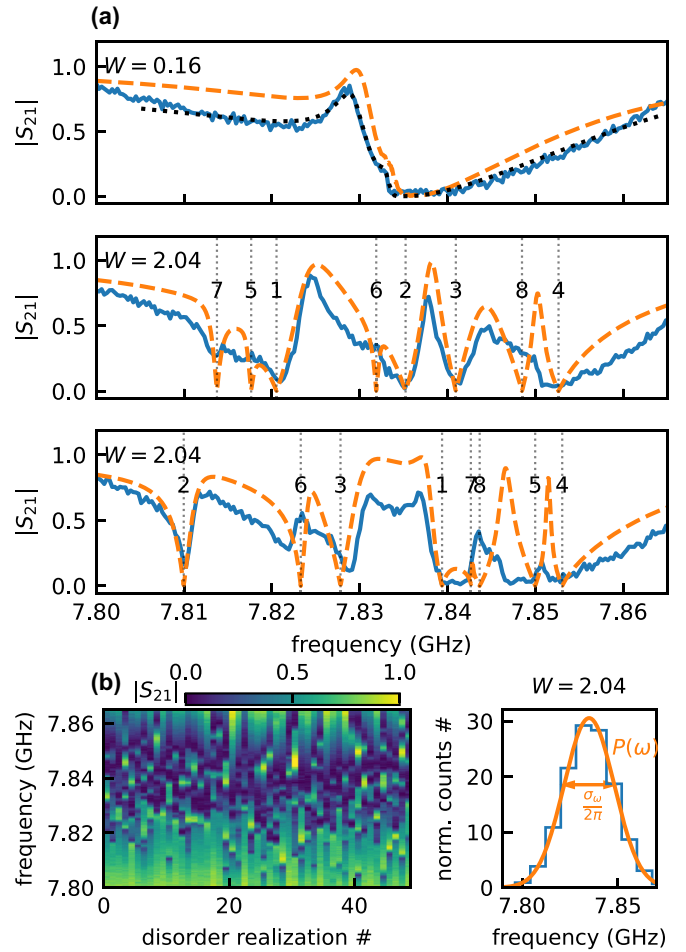 (a)
W = 0.16
|S21|
1.0
0.5
0.0
W = 2.04
7 5 1 6 2 3 8 4
|S21|
1.0
0.5
0.0
W = 2.04
2 6 3 1 7 8 5 4
|S21|
1.0
0.5
0.0
7.80 7.81 7.82 7.83 7.84 7.85 7.86
frequency (GHz)
(b)
|S21|
0.0 0.5 1.0
frequency (GHz)
7.86
7.84
7.82
7.80
0 20 40
disorder realization #
W = 2.04
norm. counts #
30
20
10
0
P(ω)
σω
2π
7.80 7.85
frequency (GHz)